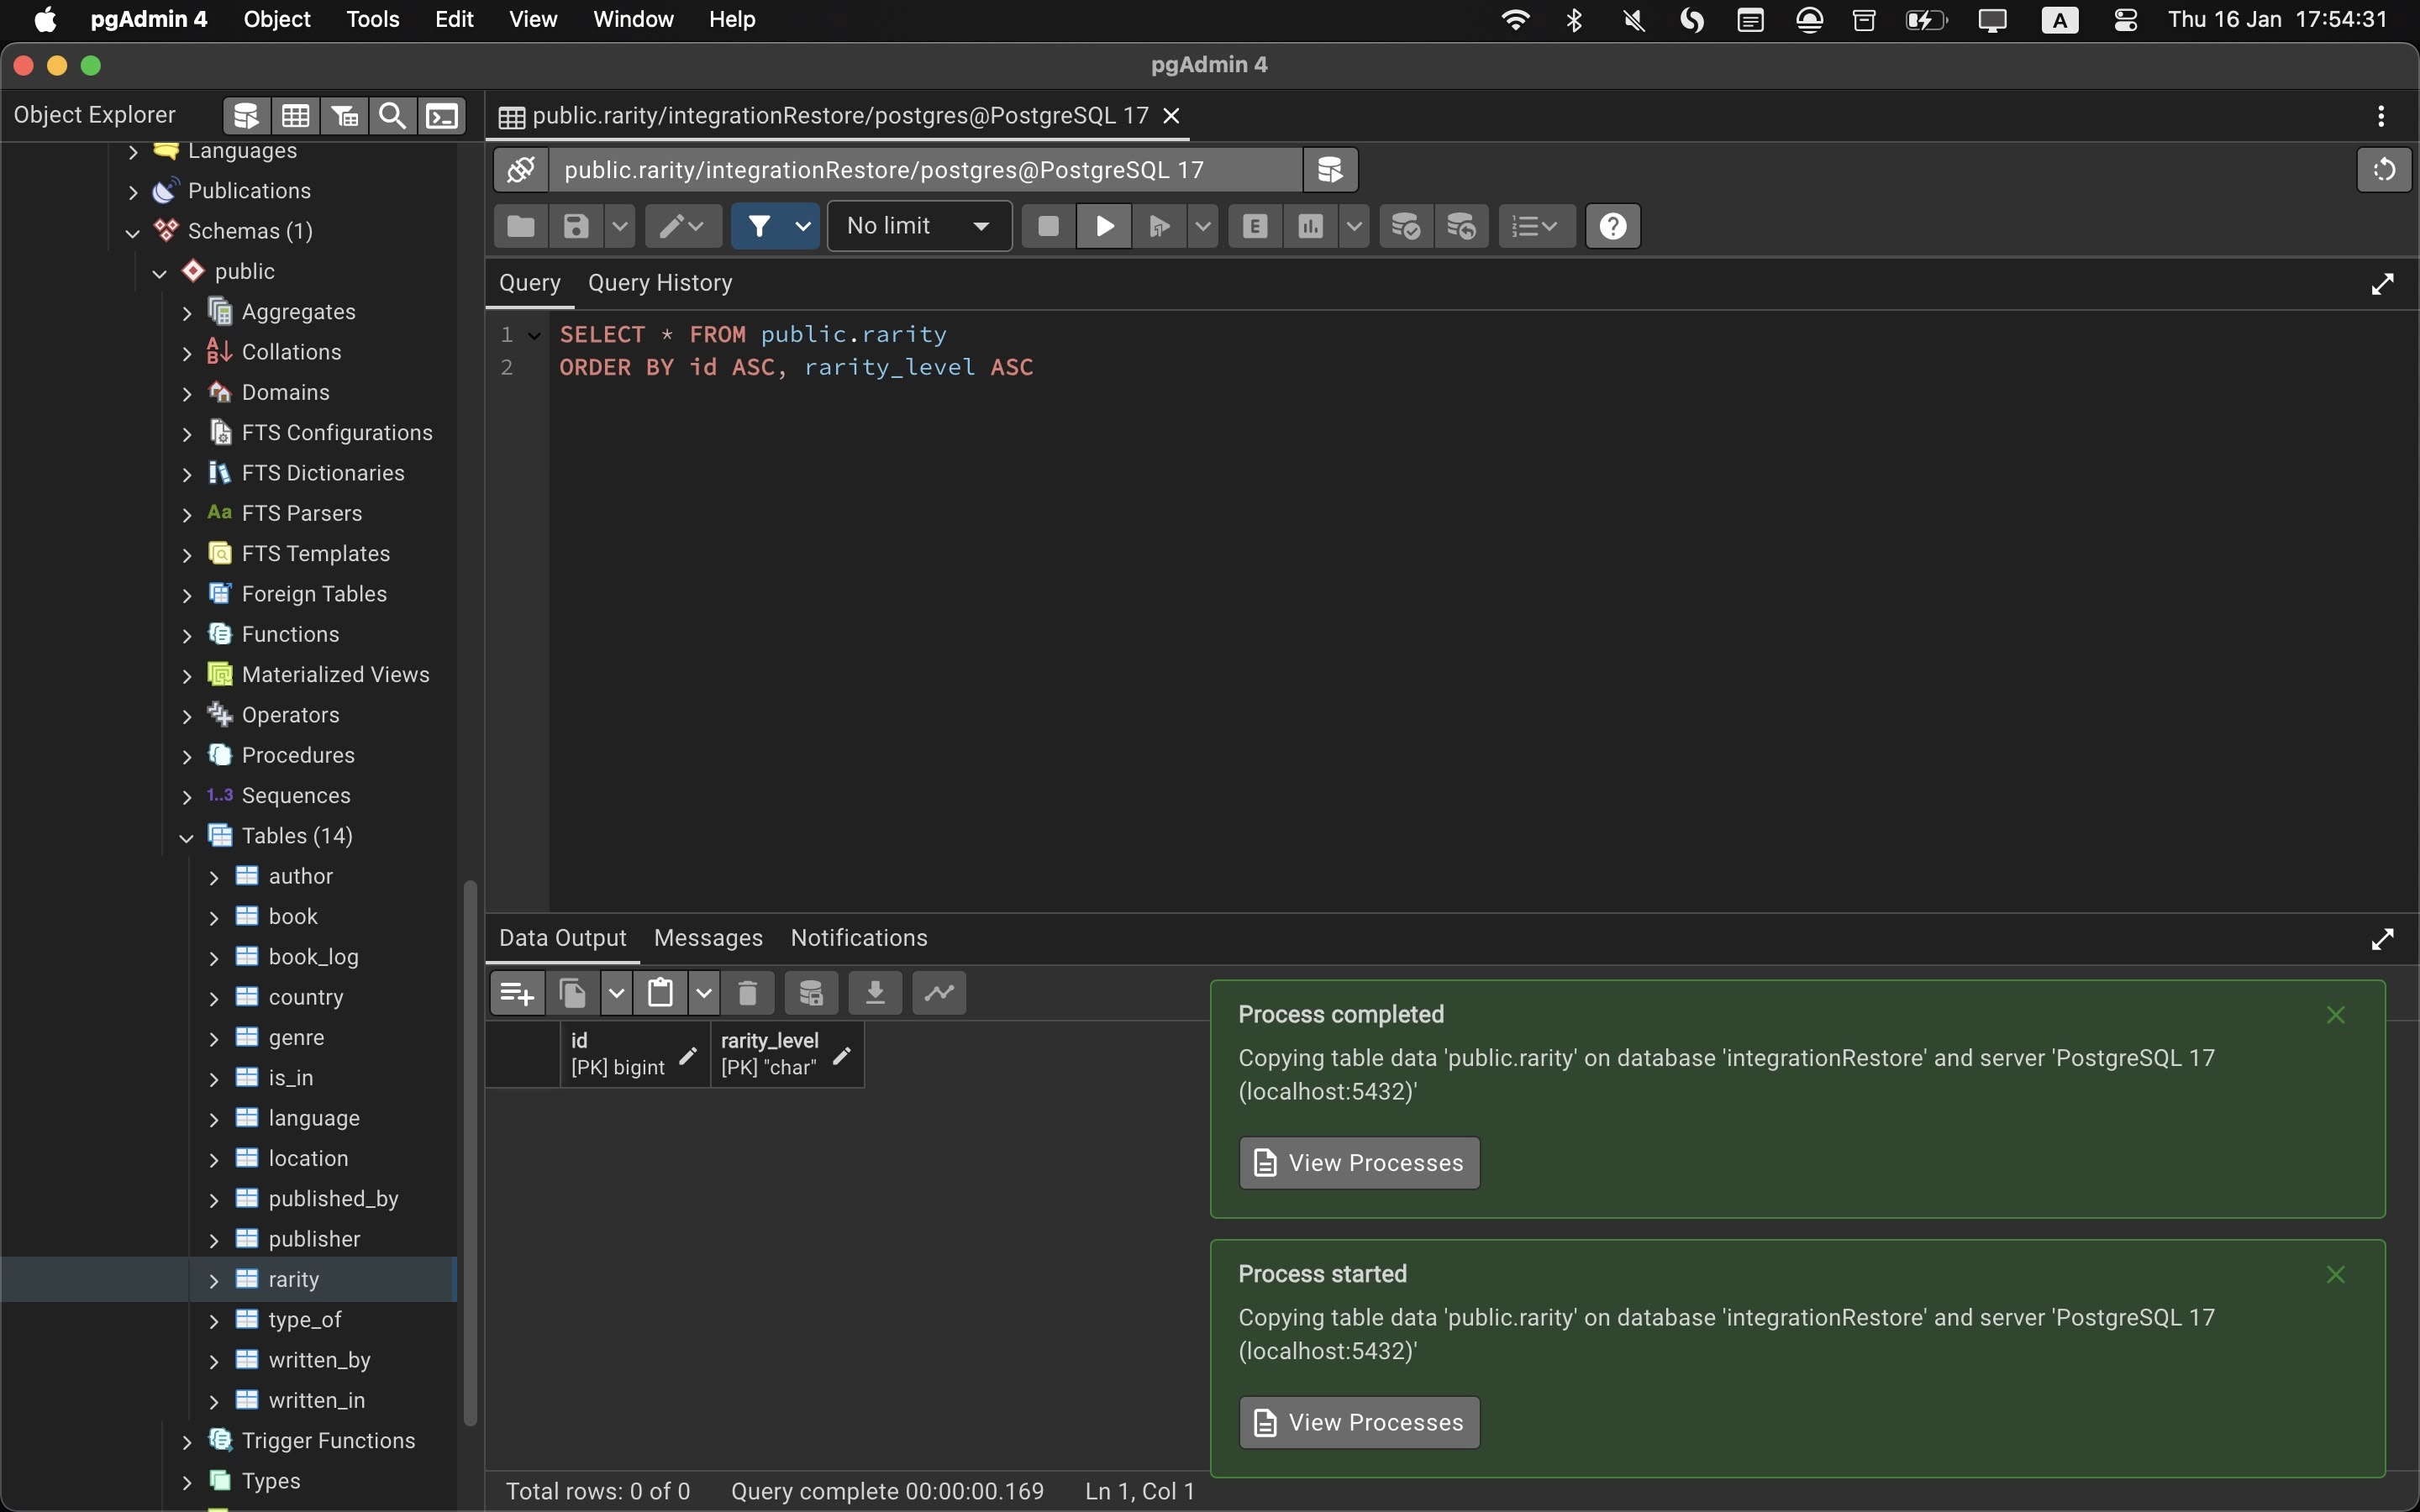 pgAdmin 4 Object Tools Edit View Window Help A Thu 16 Jan 17:54:31
pgAdmin 4
Object Explorer
public.rarity/integrationRestore/postgres@PostgreSQL 17
Languages
Publications
Schemas (1)
public
Aggregates
Collations
Domains
FTS Configurations
FTS Dictionaries
Aa FTS Parsers
FTS Templates
Foreign Tables
Functions
Materialized Views
Operators
Procedures
1..3 Sequences
Tables (14)
author
book
book_log
country
genre
is_in
language
location
published_by
publisher
rarity
type_of
written_by
written_in
Trigger Functions
Types
public.rarity/integrationRestore/postgres@PostgreSQL 17
No limit E ?
Query Query History
1 SELECT * FROM public.rarity
2 ORDER BY id ASC, rarity_level ASC
Data Output Messages Notifications
id rarity_level
[PK] bigint [PK] "char"
Process completed
Copying table data 'public.rarity' on database 'integrationRestore' and server 'PostgreSQL 17
(localhost:5432)'
View Processes
Process started
Copying table data 'public.rarity' on database 'integrationRestore' and server 'PostgreSQL 17
(localhost:5432)'
View Processes
Total rows: 0 of 0 Query complete 00:00:00.169 Ln 1, Col 1